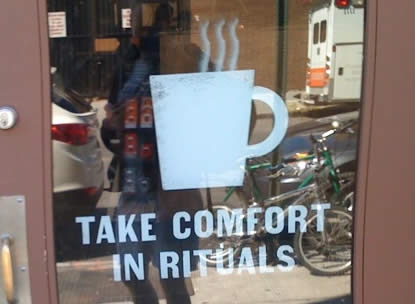 TAKE COMFORT
IN RITUALS